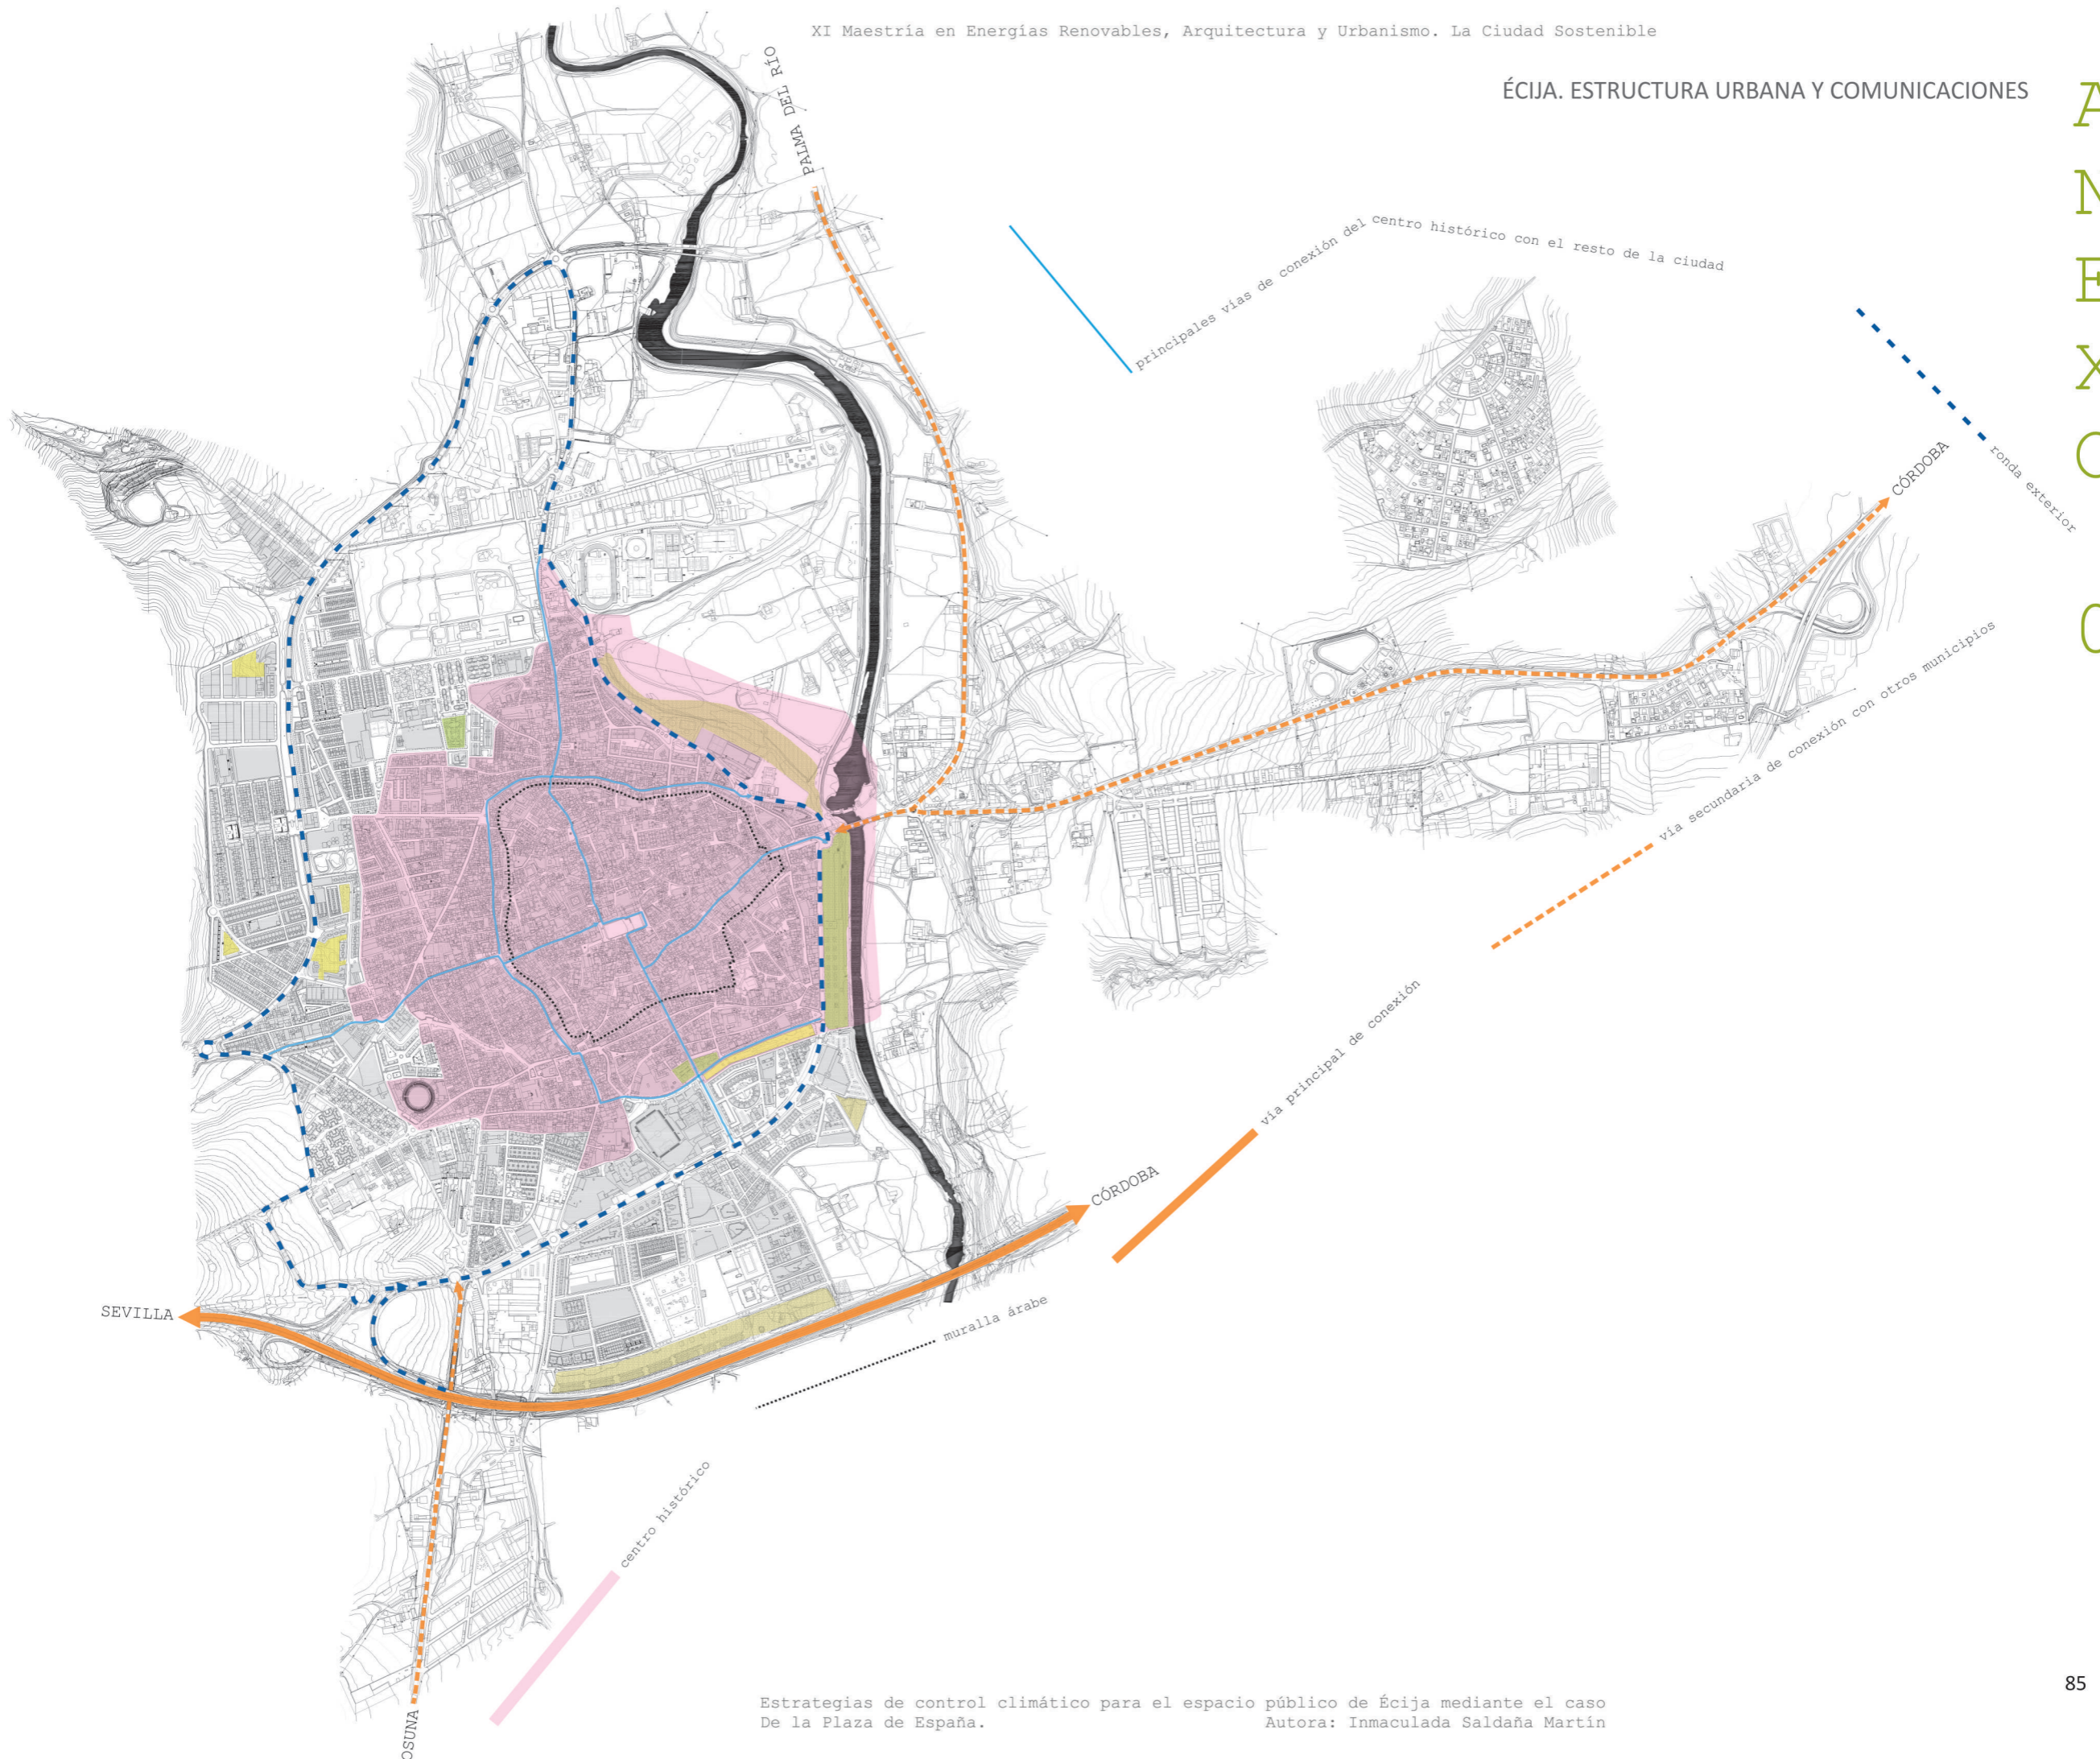 XI Maestría en Energías Renovables, Arquitectura y Urbanismo. La Ciudad Sostenible
ÉCIJA. ESTRUCTURA URBANA Y COMUNICACIONES
A
N
E
X
O
0
PALMA DEL RÍO
principales vías de conexión del centro histórico con el resto de la ciudad
ronda exterior
CÓRDOBA
vía secundaria de conexión con otros municipios
vía principal de conexión
CÓRDOBA
SEVILLA
muralla árabe
centro histórico
OSUNA
85
Estrategias de control climático para el espacio público de Écija mediante el caso
De la Plaza de España. Autora: Inmaculada Saldaña Martín